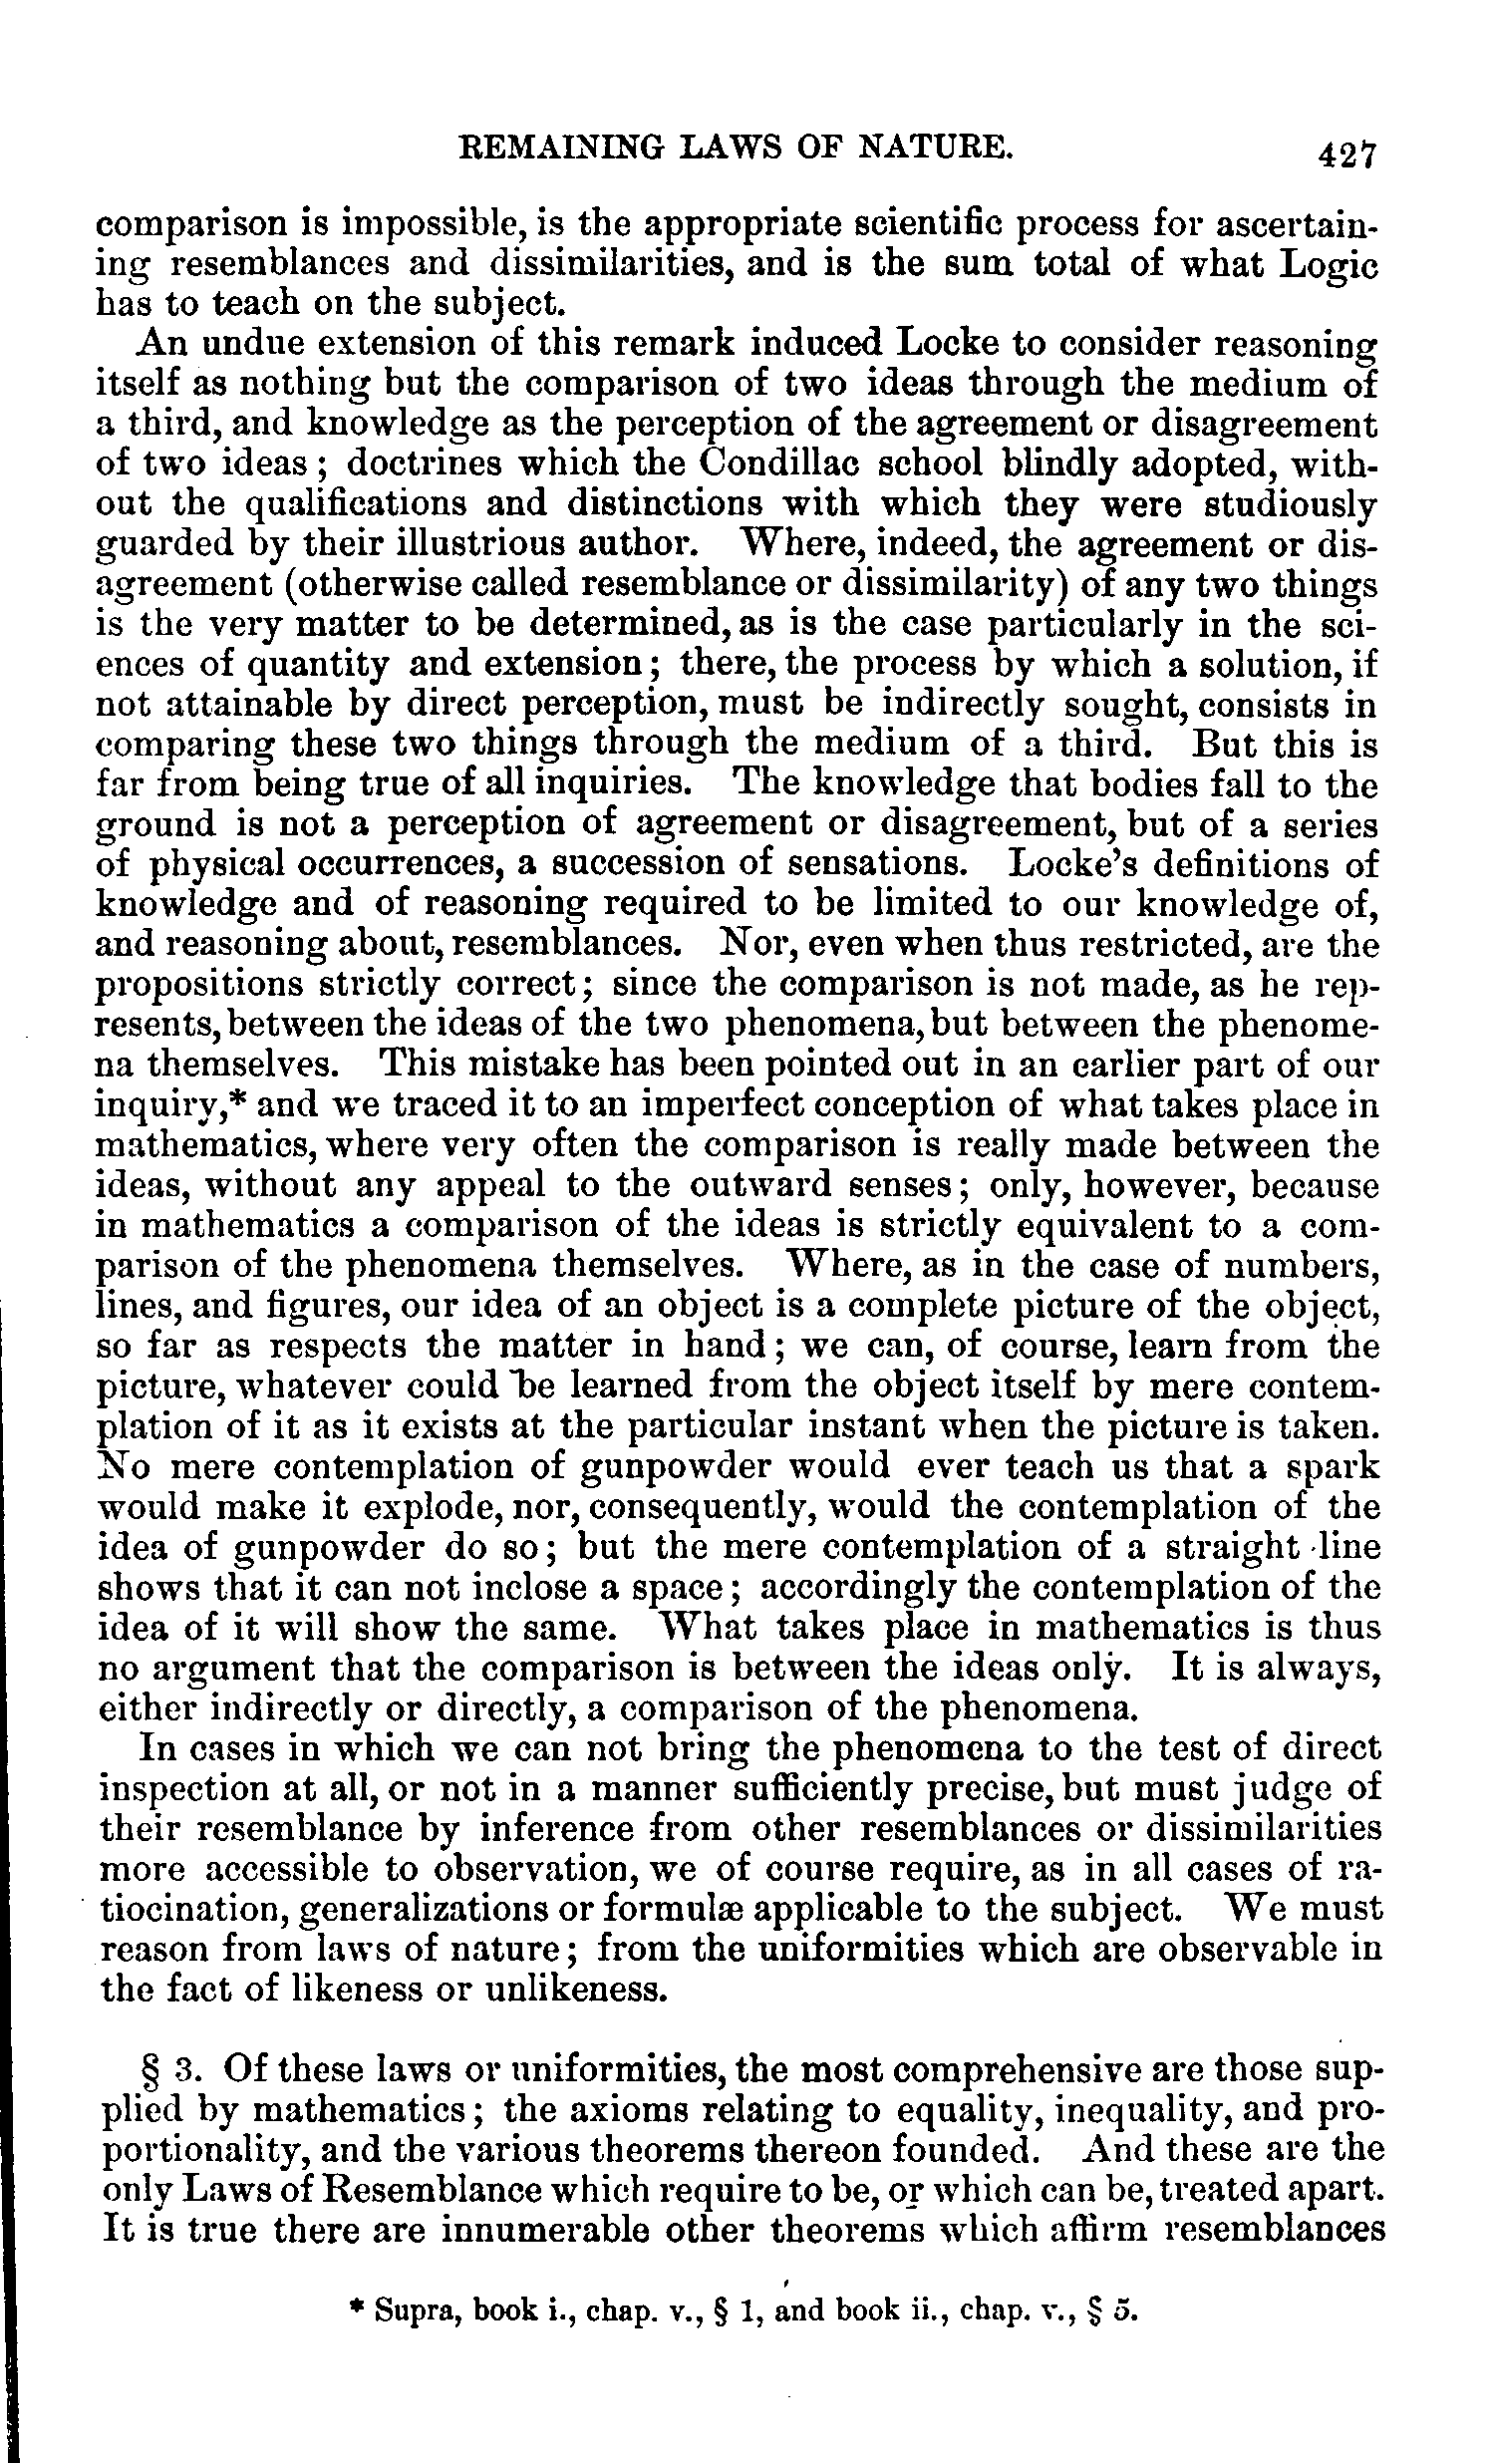 REMAINING LAWS OF NATURE. 427
comparison is impossible, is the appropriate scientific process for ascertain-
ing resemblances and dissimilarities, and is the sum total of what Logic
has to teach on the subject.
An undue extension of this remark induced Locke to consider reasoning
itself as nothing but the comparison of two ideas through the medium of
a third, and knowledge as the perception of the agreement or disagreement
of two ideas; doctrines which the Condillac school blindly adopted, with-
out the qualifications and distinctions with which they were studiously
guarded by their illustrious author. Where, indeed, the agreement or dis-
agreement (otherwise called resemblance or dissimilarity) of any two things
is the very matter to be determined, as is the case particularly in the sci-
ences of quantity and extension; there, the process by which a solution, if
not attainable by direct perception, must be indirectly sought, consists in
comparing these two things through the medium of a third. But this is
far from being true of all inquiries. The knowledge that bodies fall to the
ground is not a perception of agreement or disagreement, but of a series
of physical occurrences, a succession of sensations. Locke's definitions of
knowledge and of reasoning required to be limited to our knowledge of,
and reasoning about, resemblances. Nor, even when thus restricted, are the
propositions strictly correct; since the comparison is not made, as he rep-
resents, between the ideas of the two phenomena, but between the phenome-
na themselves. This mistake has been pointed out in an earlier part of our
inquiry,* and we traced it to an imperfect conception of what takes place in
mathematics, where very often the comparison is really made between the
ideas, without any appeal to the outward senses; only, however, because
in mathematics a comparison of the ideas is strictly equivalent to a com-
parison of the phenomena themselves. Where, as in the case of numbers,
lines, and figures, our idea of an object is a complete picture of the object,
so far as respects the matter in hand; we can, of course, learn from the
picture, whatever could be learned from the object itself by mere contem-
plation of it as it exists at the particular instant when the picture is taken.
No mere contemplation of gunpowder would ever teach us that a spark
would make it explode, nor, consequently, would the contemplation of the
idea of gunpowder do so; but the mere contemplation of a straight line
shows that it can not inclose a space; accordingly the contemplation of the
idea of it will show the same. What takes place in mathematics is thus
no argument that the comparison is between the ideas only. It is always,
either indirectly or directly, a comparison of the phenomena.
In cases in which we can not bring the phenomena to the test of direct
inspection at all, or not in a manner sufficiently precise, but must judge of
their resemblance by inference from other resemblances or dissimilarities
more accessible to observation, we of course require, as in all cases of ra-
tiocination, generalizations or formulæ applicable to the subject. We must
reason from laws of nature; from the uniformities which are observable in
the fact of likeness or unlikeness.
§ 3. Of these laws or uniformities, the most comprehensive are those sup-
plied by mathematics; the axioms relating to equality, inequality, and pro-
portionality, and the various theorems thereon founded. And these are the
only Laws of Resemblance which require to be, or which can be, treated apart.
It is true there are innumerable other theorems which affirm resemblances
* Supra, book i., chap. v., § 1, and book ii., chap. v., § 5.